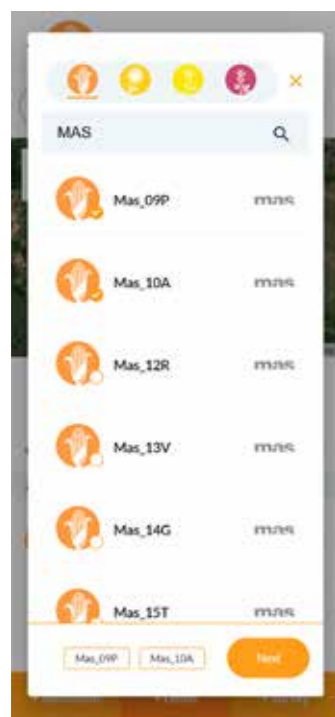 MAS
Mas_09P mas
Mas_10A mas
Mas_12R mas
Mas_13V mas
Mas_14G mas
Mas_15T mas
Mas_09P Mas_10A Next